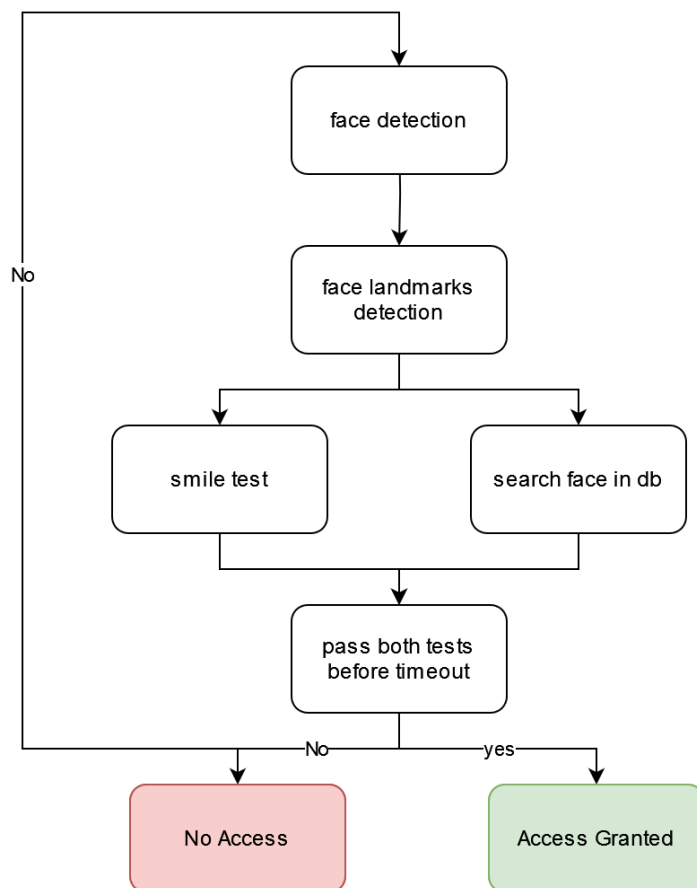 face detection
No
face landmarks
detection
smile test
search face in db
pass both tests
before timeout
No
yes
No Access
Access Granted